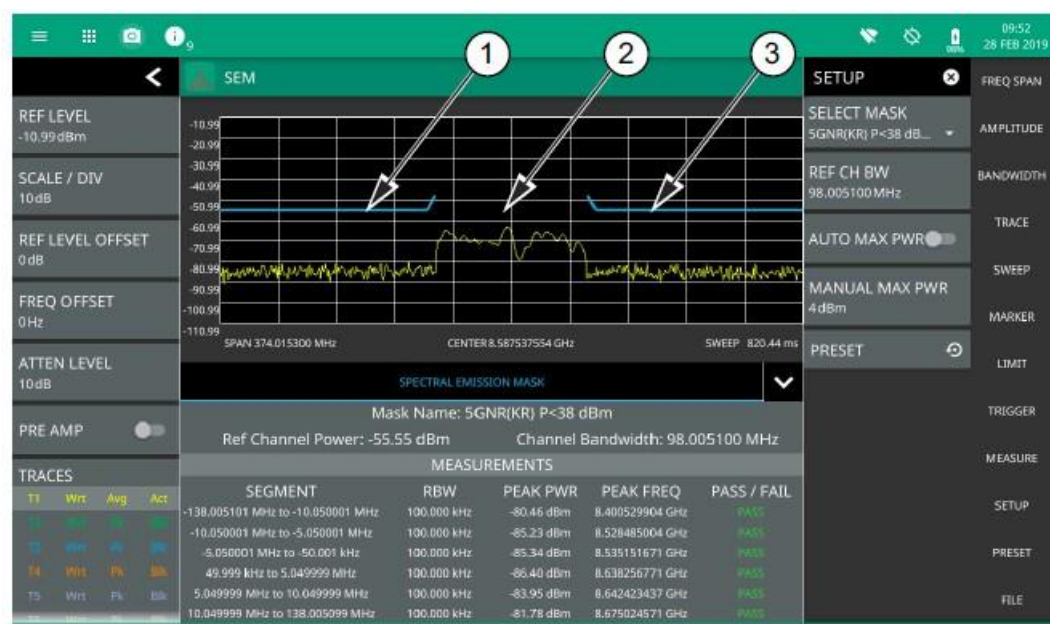 9
09:52
28 FEB 2019
1
2
3
SEM
SETUP
FREQ SPAN
REF LEVEL
-10.99 dBm
SCALE / DIV
10 dB
REF LEVEL OFFSET
0 dB
FREQ OFFSET
0 Hz
ATTEN LEVEL
10 dB
PRE AMP
TRACES
T1 Wrt Avg Act
T4 Wrt Pk Blk
T5 Wrt Pk Blk
-10.99
-20.99
-30.99
-40.99
-50.99
-60.99
-70.99
-80.99
-90.99
-100.99
-110.99
SPAN 374.015300 MHz CENTER 8.587537554 GHz SWEEP 820.44 ms
SPECTRAL EMISSION MASK
Mask Name: 5GNR(KR) P<38 dBm
Ref Channel Power: -55.55 dBm Channel Bandwidth: 98.005100 MHz
MEASUREMENTS
SEGMENT RBW PEAK PWR PEAK FREQ PASS / FAIL
-138.005101 MHz to -10.050001 MHz 100.000 kHz -80.46 dBm 8.400529904 GHz PASS
-10.050001 MHz to -5.050001 MHz 100.000 kHz -85.23 dBm 8.528485004 GHz PASS
-5.050001 MHz to -50.001 kHz 100.000 kHz -85.34 dBm 8.535151671 GHz PASS
49.999 kHz to 5.049999 MHz 100.000 kHz -86.40 dBm 8.638256771 GHz PASS
5.049999 MHz to 10.049999 MHz 100.000 kHz -83.95 dBm 8.642423437 GHz PASS
10.049999 MHz to 138.005099 MHz 100.000 kHz -81.78 dBm 8.675024571 GHz PASS
SELECT MASK
5GNR(KR) P<38 dB...
REF CH BW
98.005100 MHz
AUTO MAX PWR
MANUAL MAX PWR
4 dBm
PRESET
AMPLITUDE
BANDWIDTH
TRACE
SWEEP
MARKER
LIMIT
TRIGGER
MEASURE
SETUP
PRESET
FILE